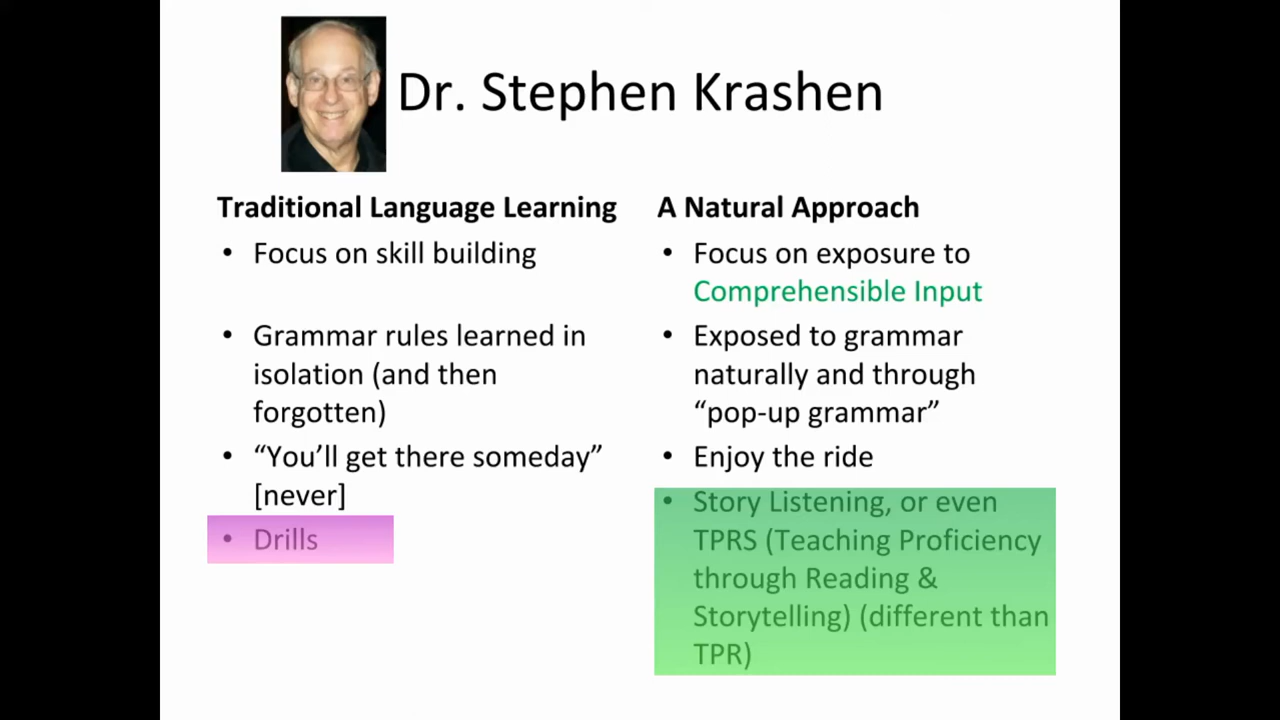 Dr. Stephen Krashen
Traditional Language Learning
• Focus on skill building
• Grammar rules learned in
isolation (and then
forgotten)
• “You’ll get there someday”
[never]
• Drills
A Natural Approach
• Focus on exposure to
Comprehensible Input
• Exposed to grammar
naturally and through
“pop-up grammar”
• Enjoy the ride
• Story Listening, or even
TPRS (Teaching Proficiency
through Reading &
Storytelling) (different than
TPR)